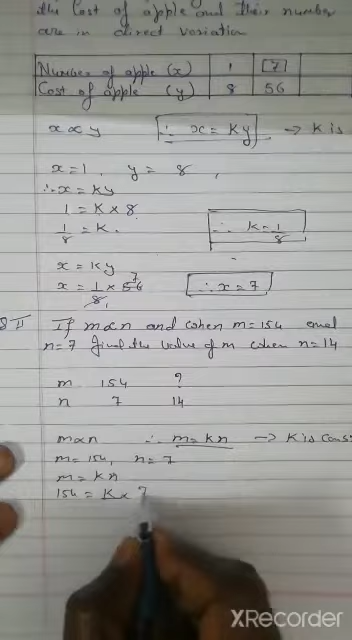 the Cost of apple and their number
are in direct variation
Number of apple (x) 1 7
Cost of apple (y) 8 56
x ∝ y ∴ x = Ky → K is
x = 1, y = 8,
∴ x = Ky
1 = K × 8
1/8 = K. ∴ K = 1/8
x = Ky
x = 1/8 × 56 7 ∴ x = 7
II If m∝n and when m = 154 and
n = 7 find the value of m when n = 14
m 154 ?
n 7 14
m∝n ∴ m = kn → K is Cons
m = 154, n = 7
m = kn
154 = K × 7
XRecorder